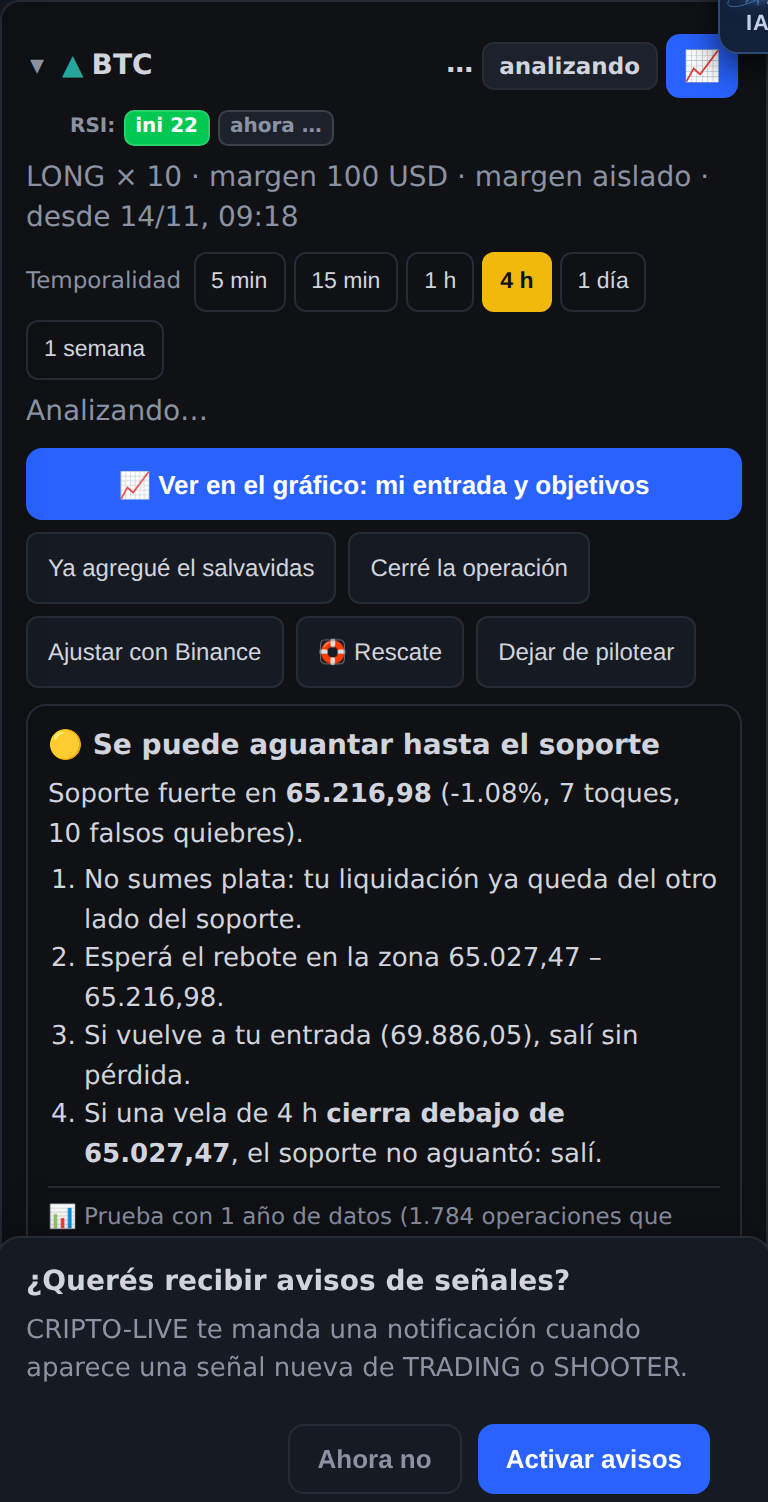 IA
▼ ▲ BTC ... analizando
RSI: ini 22 ahora ...
LONG × 10 · margen 100 USD · margen aislado ·
desde 14/11, 09:18
Temporalidad 5 min 15 min 1 h 4 h 1 día
1 semana
Analizando...
Ver en el gráfico: mi entrada y objetivos
Ya agregué el salvavidas Cerré la operación
Ajustar con Binance Rescate Dejar de pilotear
Se puede aguantar hasta el soporte
Soporte fuerte en 65.216,98 (-1.08%, 7 toques,
10 falsos quiebres).
1. No sumes plata: tu liquidación ya queda del otro
lado del soporte.
2. Esperá el rebote en la zona 65.027,47 –
65.216,98.
3. Si vuelve a tu entrada (69.886,05), salí sin
pérdida.
4. Si una vela de 4 h cierra debajo de
65.027,47, el soporte no aguantó: salí.
Prueba con 1 año de datos (1.784 operaciones que
¿Querés recibir avisos de señales?
CRIPTO-LIVE te manda una notificación cuando
aparece una señal nueva de TRADING o SHOOTER.
Ahora no Activar avisos